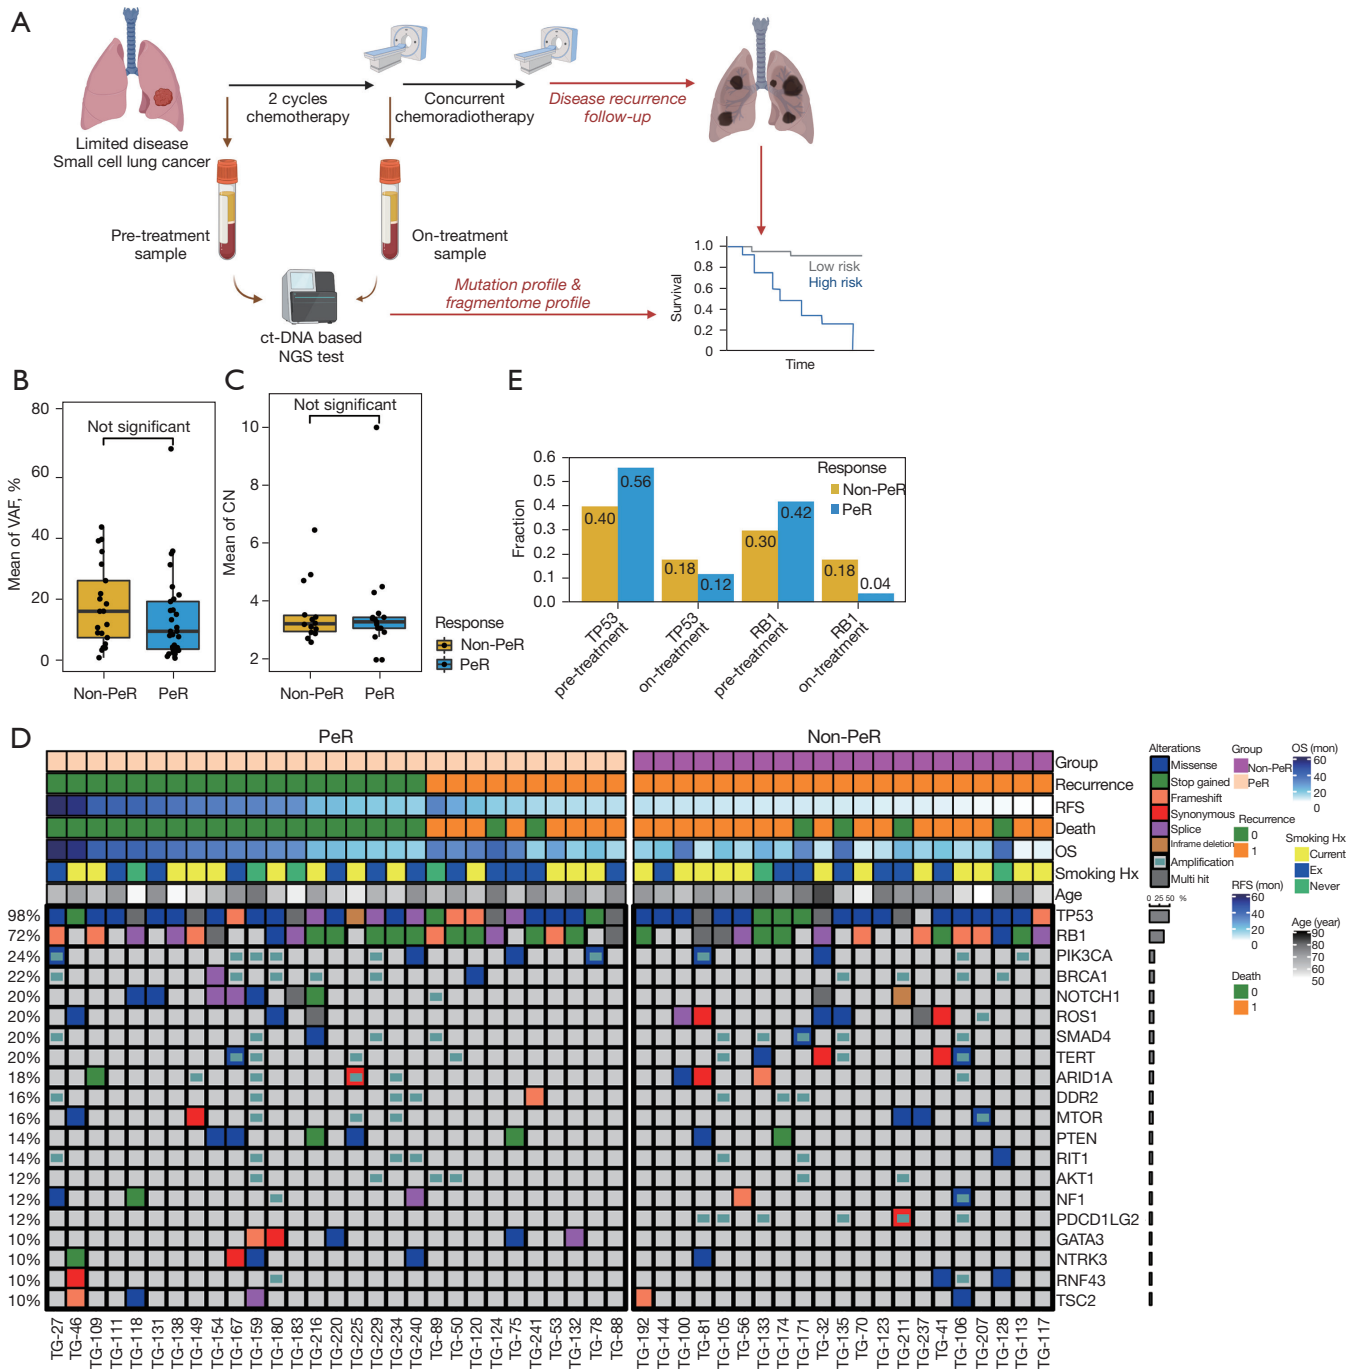 A
Limited disease
Small cell lung cancer
2 cycles
chemotherapy
Concurrent
chemoradiotherapy
Disease recurrence
follow-up
Pre-treatment
sample
On-treatment
sample
ct-DNA based
NGS test
Mutation profile &
fragmentome profile
Survival
1.0
0.8
0.6
0.4
0.2
0
Low risk
High risk
Time
B
Mean of VAF, %
80
60
40
20
0
Not significant
Non-PeR
PeR
C
Mean of CN
10
8
6
4
2
Not significant
Non-PeR
PeR
Response
Non-PeR
PeR
E
Fraction
0.6
0.5
0.4
0.3
0.2
0.1
0.0
0.40
0.56
0.18
0.12
0.30
0.42
0.18
0.04
Response
Non-PeR
PeR
TP53
pre-treatment
TP53
on-treatment
RB1
pre-treatment
RB1
on-treatment
D
PeR
Non-PeR
Group
Recurrence
RFS
Death
OS
Smoking Hx
Age
98% TP53
72% RB1
24% PIK3CA
22% BRCA1
20% NOTCH1
20% ROS1
20% SMAD4
20% TERT
18% ARID1A
16% DDR2
16% MTOR
14% PTEN
14% RIT1
12% AKT1
12% NF1
12% PDCD1LG2
10% GATA3
10% NTRK3
10% RNF43
10% TSC2
TG-27
TG-46
TG-109
TG-111
TG-118
TG-131
TG-138
TG-149
TG-154
TG-167
TG-159
TG-180
TG-183
TG-216
TG-220
TG-225
TG-229
TG-234
TG-240
TG-89
TG-50
TG-120
TG-124
TG-75
TG-241
TG-53
TG-132
TG-78
TG-88
TG-192
TG-144
TG-100
TG-81
TG-105
TG-56
TG-133
TG-174
TG-171
TG-32
TG-135
TG-70
TG-123
TG-211
TG-237
TG-41
TG-106
TG-207
TG-128
TG-113
TG-117
Alterations
Missense
Stop gained
Frameshift
Synonymous
Splice
Inframe deletion
Amplification
Multi hit
0 25 50 %
Group
Non-PeR
PeR
OS (mon)
60
40
20
0
Recurrence
0
1
Smoking Hx
Current
Ex
Never
RFS (mon)
60
40
20
0
Age (year)
90
80
70
60
50
Death
0
1